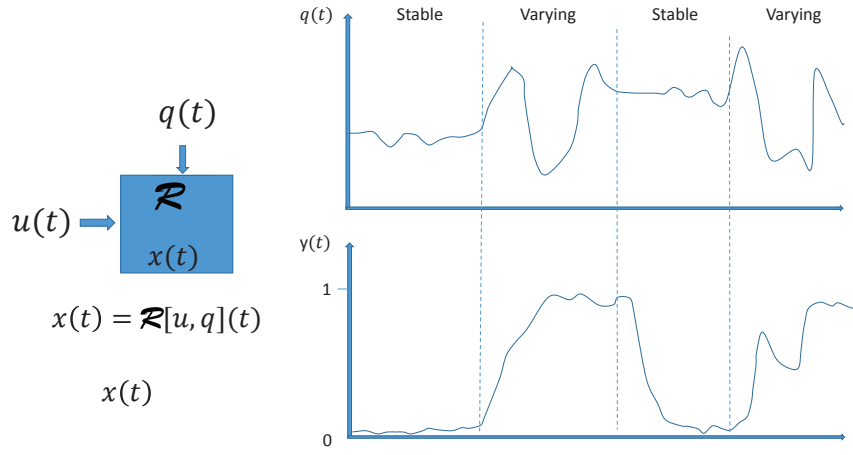 q(t)
u(t)
ℛ
x(t)
x(t) = ℛ[u, q](t)
x(t)
q(t)
Stable Varying Stable Varying
y(t)
1
0